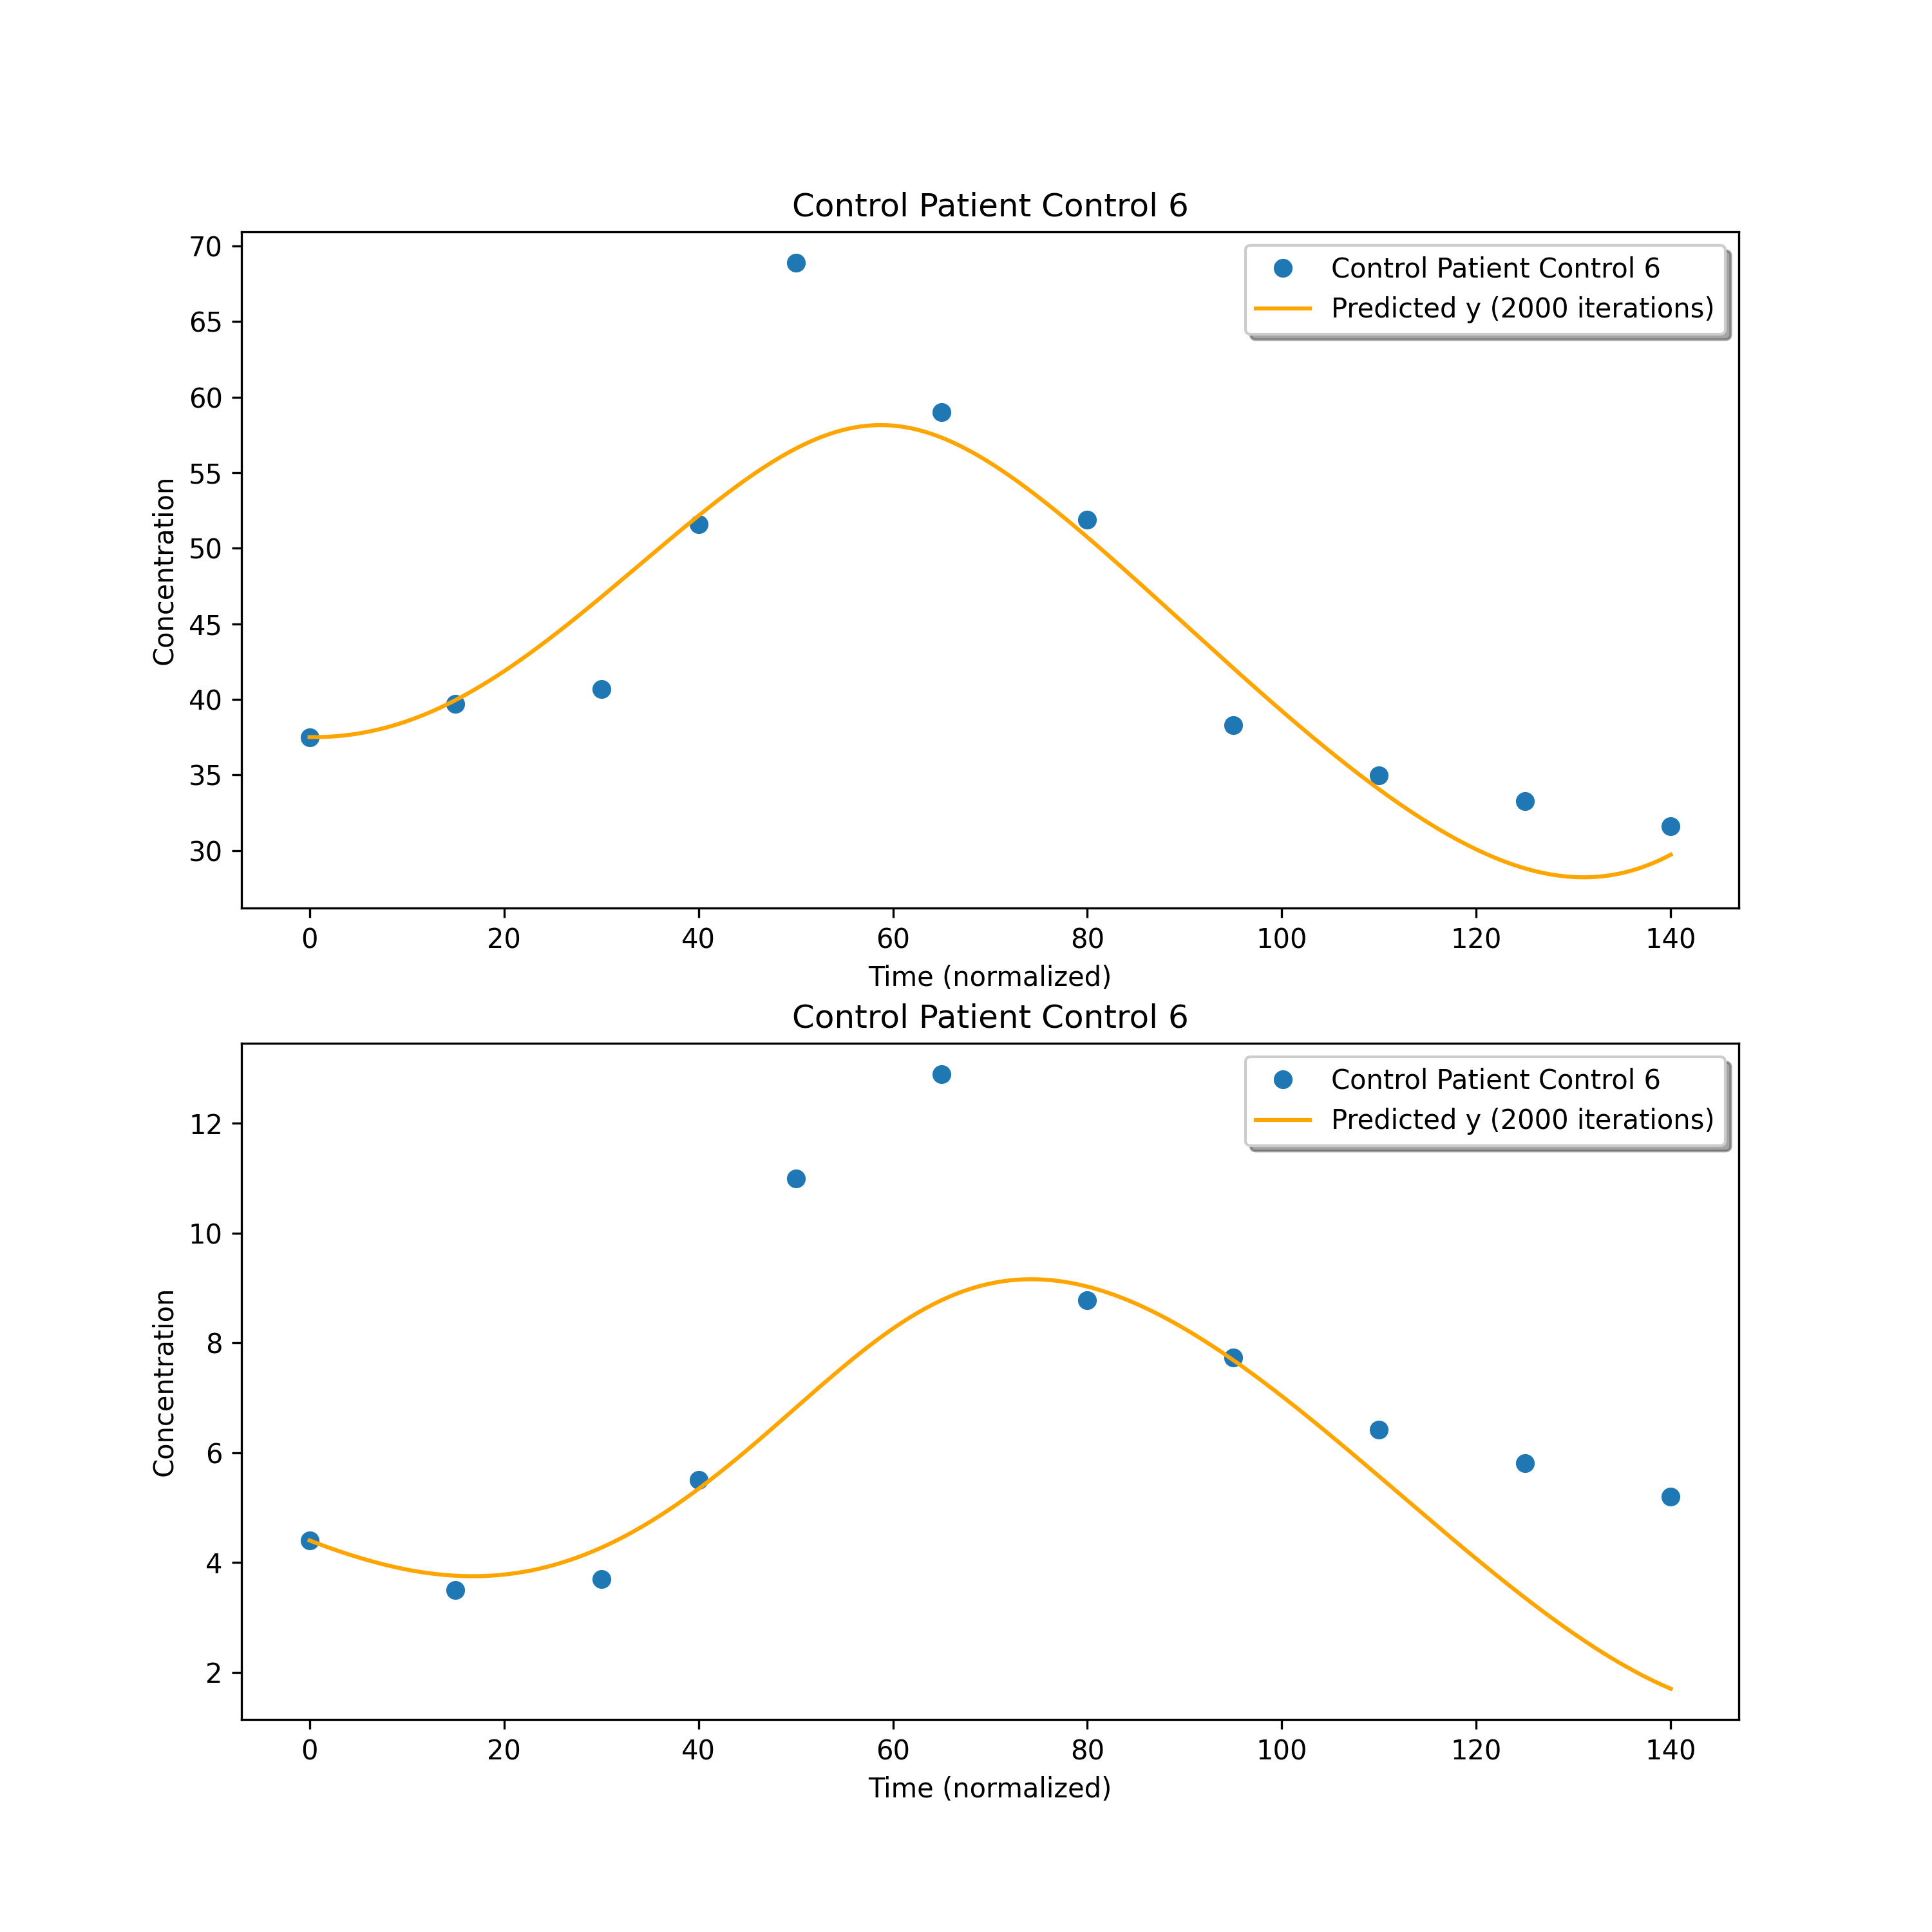 Control Patient Control 6
70
65
60
55
50
45
40
35
30
Concentration
Control Patient Control 6
Predicted y (2000 iterations)
0 20 40 60 80 100 120 140
Time (normalized)
Control Patient Control 6
12
10
8
6
4
2
Concentration
Control Patient Control 6
Predicted y (2000 iterations)
0 20 40 60 80 100 120 140
Time (normalized)